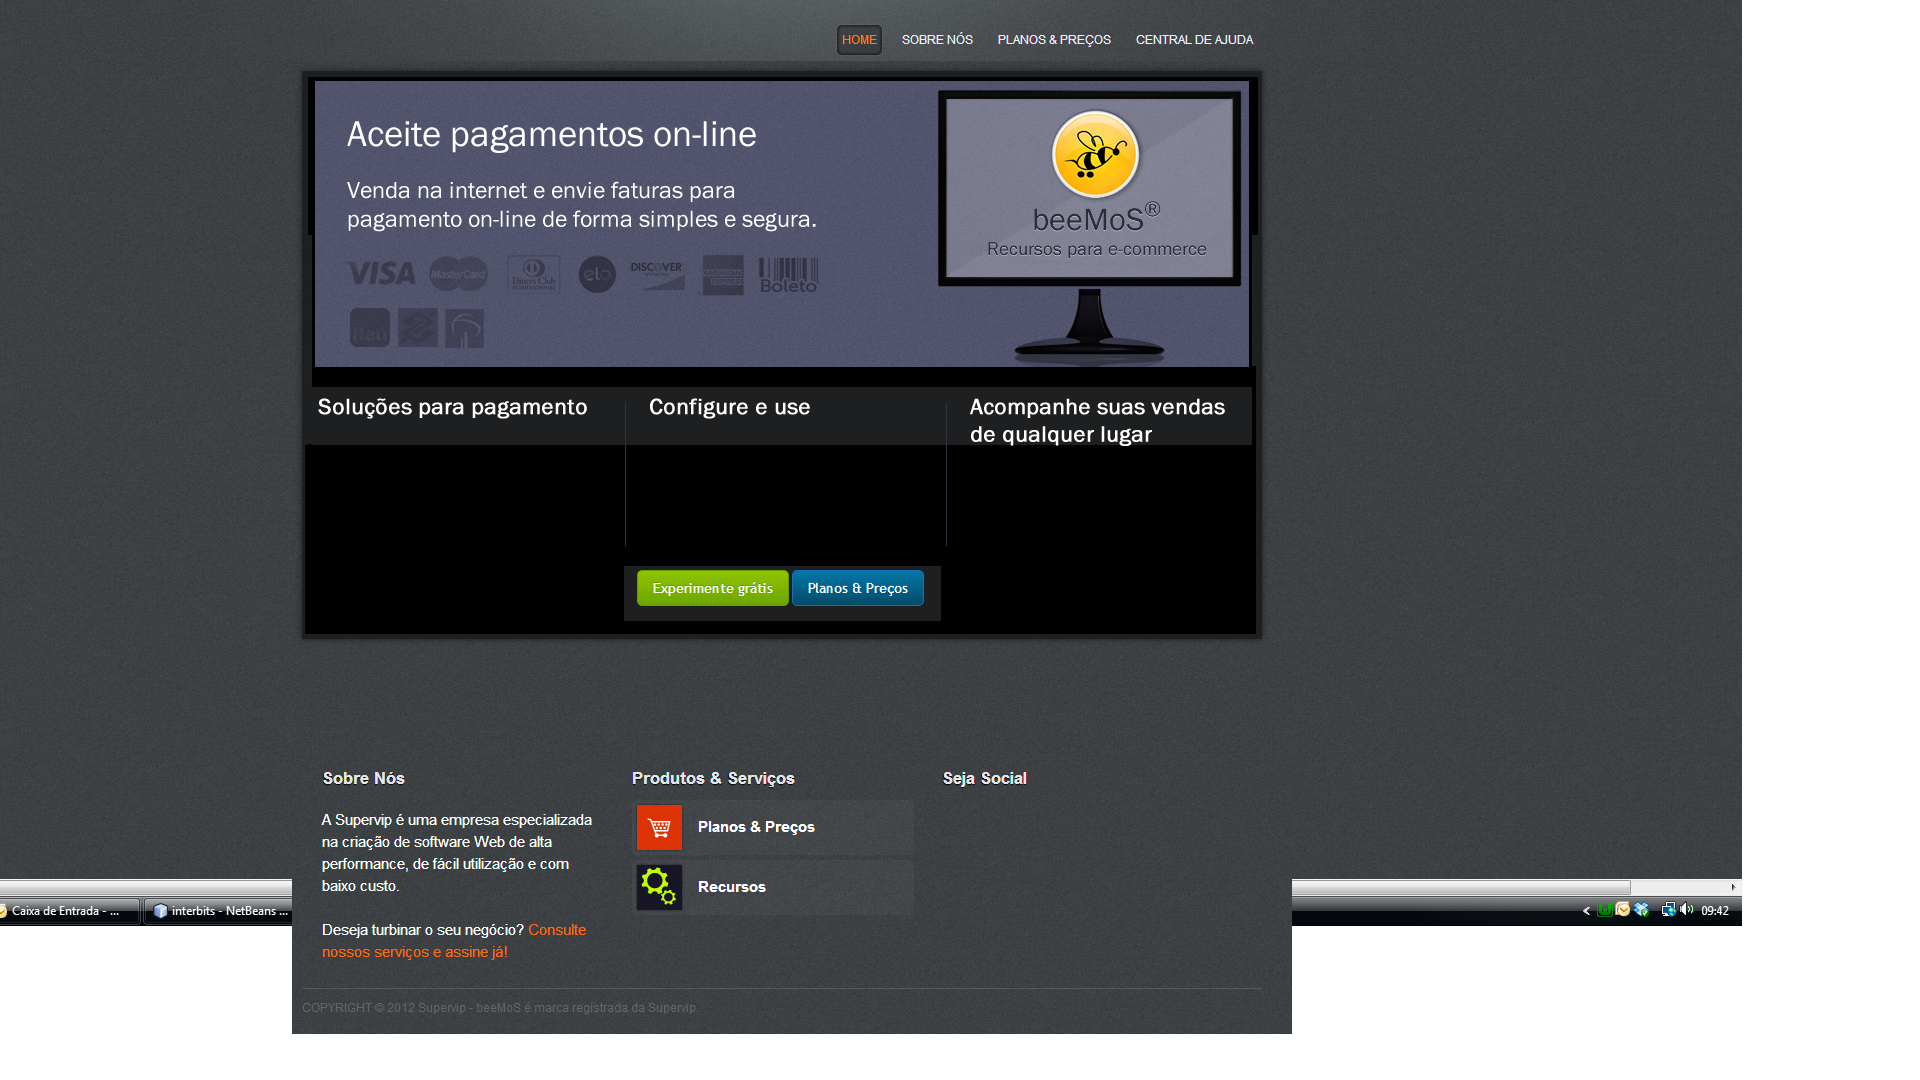 HOME SOBRE NÓS PLANOS & PREÇOS CENTRAL DE AJUDA
Aceite pagamentos on-line
Venda na internet e envie faturas para
pagamento on-line de forma simples e segura.
beeMoS®
Recursos para e-commerce
VISA MasterCard Diners Club INTERNATIONAL elo DISCOVER AMERICAN EXPRESS Boleto
Itaú
Soluções para pagamento
Configure e use
Acompanhe suas vendas
de qualquer lugar
Experimente grátis Planos & Preços
Sobre Nós
A Supervip é uma empresa especializada
na criação de software Web de alta
performance, de fácil utilização e com
baixo custo.
Deseja turbinar o seu negócio? Consulte
nossos serviços e assine já!
Produtos & Serviços
Planos & Preços
Recursos
Seja Social
Caixa de Entrada - ... interbits - NetBeans ... 09:42
COPYRIGHT © 2012 Supervip - beeMoS é marca registrada da Supervip.